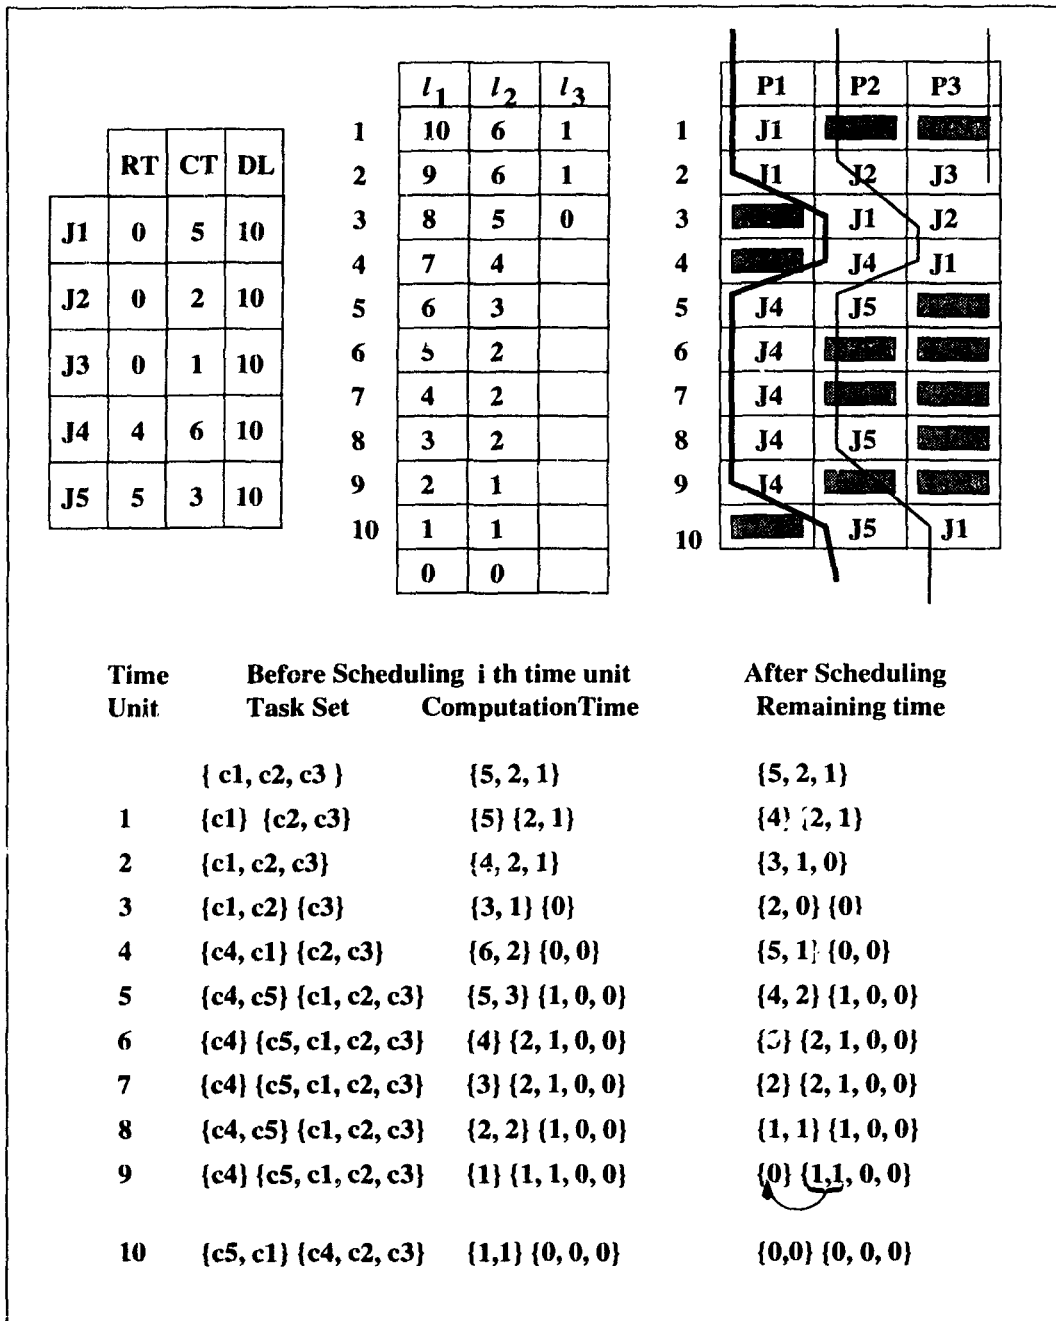 RT CT DL
J1 0 5 10
J2 0 2 10
J3 0 1 10
J4 4 6 10
J5 5 3 10
l1 l2 l3
1 10 6 1
2 9 6 1
3 8 5 0
4 7 4
5 6 3
6 5 2
7 4 2
8 3 2
9 2 1
10 1 1
0 0
P1 P2 P3
1 J1
2 J1 J2 J3
3 J1 J2
4 J4 J1
5 J4 J5
6 J4
7 J4
8 J4 J5
9 J4
10 J5 J1
Time Before Scheduling i th time unit After Scheduling
Unit Task Set ComputationTime Remaining time
{ c1, c2, c3 } {5, 2, 1} {5, 2, 1}
1 {c1} {c2, c3} {5} {2, 1} {4} {2, 1}
2 {c1, c2, c3} {4, 2, 1} {3, 1, 0}
3 {c1, c2} {c3} {3, 1} {0} {2, 0} {0}
4 {c4, c1} {c2, c3} {6, 2} {0, 0} {5, 1} {0, 0}
5 {c4, c5} {c1, c2, c3} {5, 3} {1, 0, 0} {4, 2} {1, 0, 0}
6 {c4} {c5, c1, c2, c3} {4} {2, 1, 0, 0} {3} {2, 1, 0, 0}
7 {c4} {c5, c1, c2, c3} {3} {2, 1, 0, 0} {2} {2, 1, 0, 0}
8 {c4, c5} {c1, c2, c3} {2, 2} {1, 0, 0} {1, 1} {1, 0, 0}
9 {c4} {c5, c1, c2, c3} {1} {1, 1, 0, 0} {0} {1,1, 0, 0}
10 {c5, c1} {c4, c2, c3} {1,1} {0, 0, 0} {0,0} {0, 0, 0}